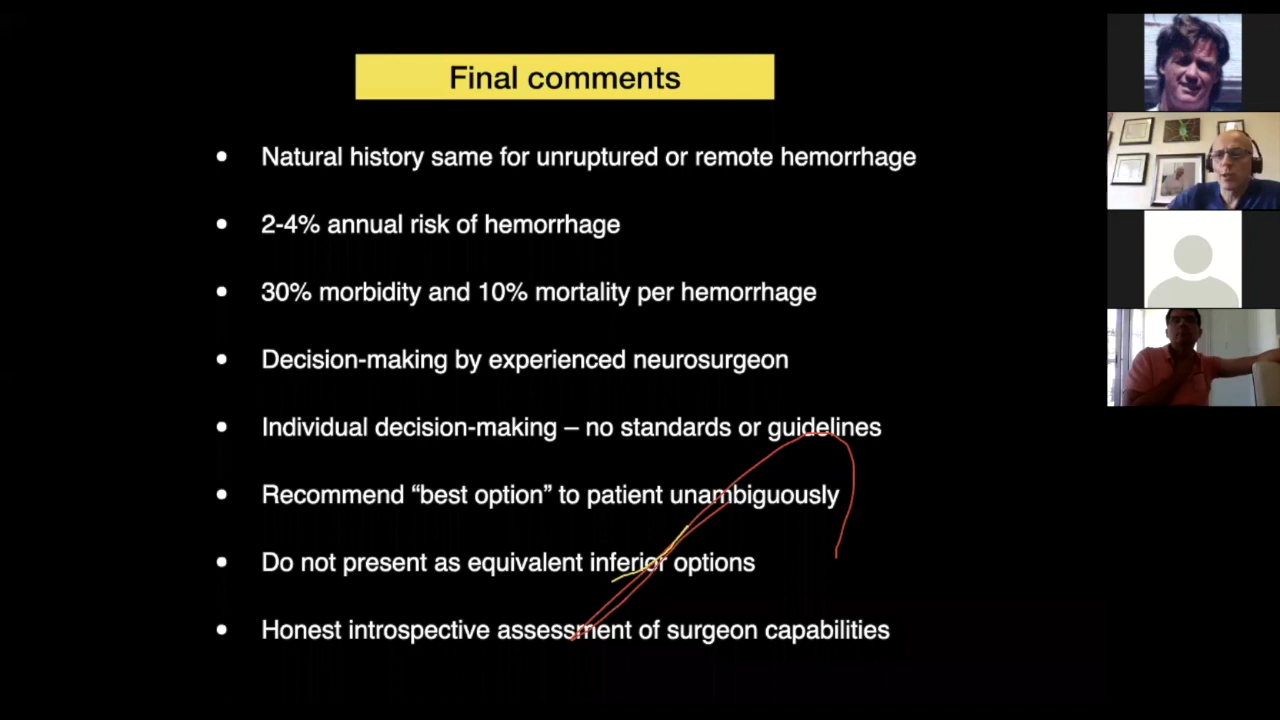 Final comments
• Natural history same for unruptured or remote hemorrhage
• 2-4% annual risk of hemorrhage
• 30% morbidity and 10% mortality per hemorrhage
• Decision-making by experienced neurosurgeon
• Individual decision-making – no standards or guidelines
• Recommend “best option” to patient unambiguously
• Do not present as equivalent inferior options
• Honest introspective assessment of surgeon capabilities